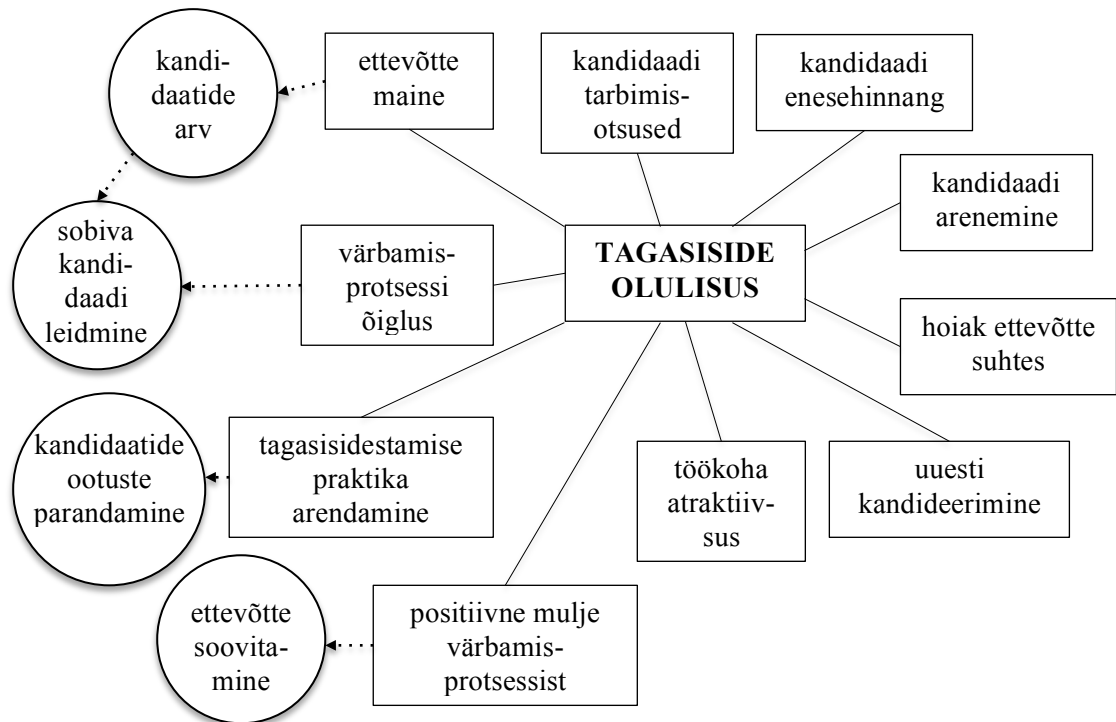 kandi-
daatide
arv
ettevõtte
maine
kandidaadi
tarbimis-
otsused
kandidaadi
enesehinnang
kandidaadi
arenemine
sobiva
kandi-
daadi
leidmine
värbamis-
protsessi
õiglus
TAGASISIDE
OLULISUS
hoiak ettevõtte
suhtes
kandidaatide
ootuste
parandamine
tagasisidestamise
praktika
arendamine
töökoha
atraktiiv-
sus
uuesti
kandideerimine
ettevõtte
soovita-
mine
positiivne mulje
värbamis-
protsessist